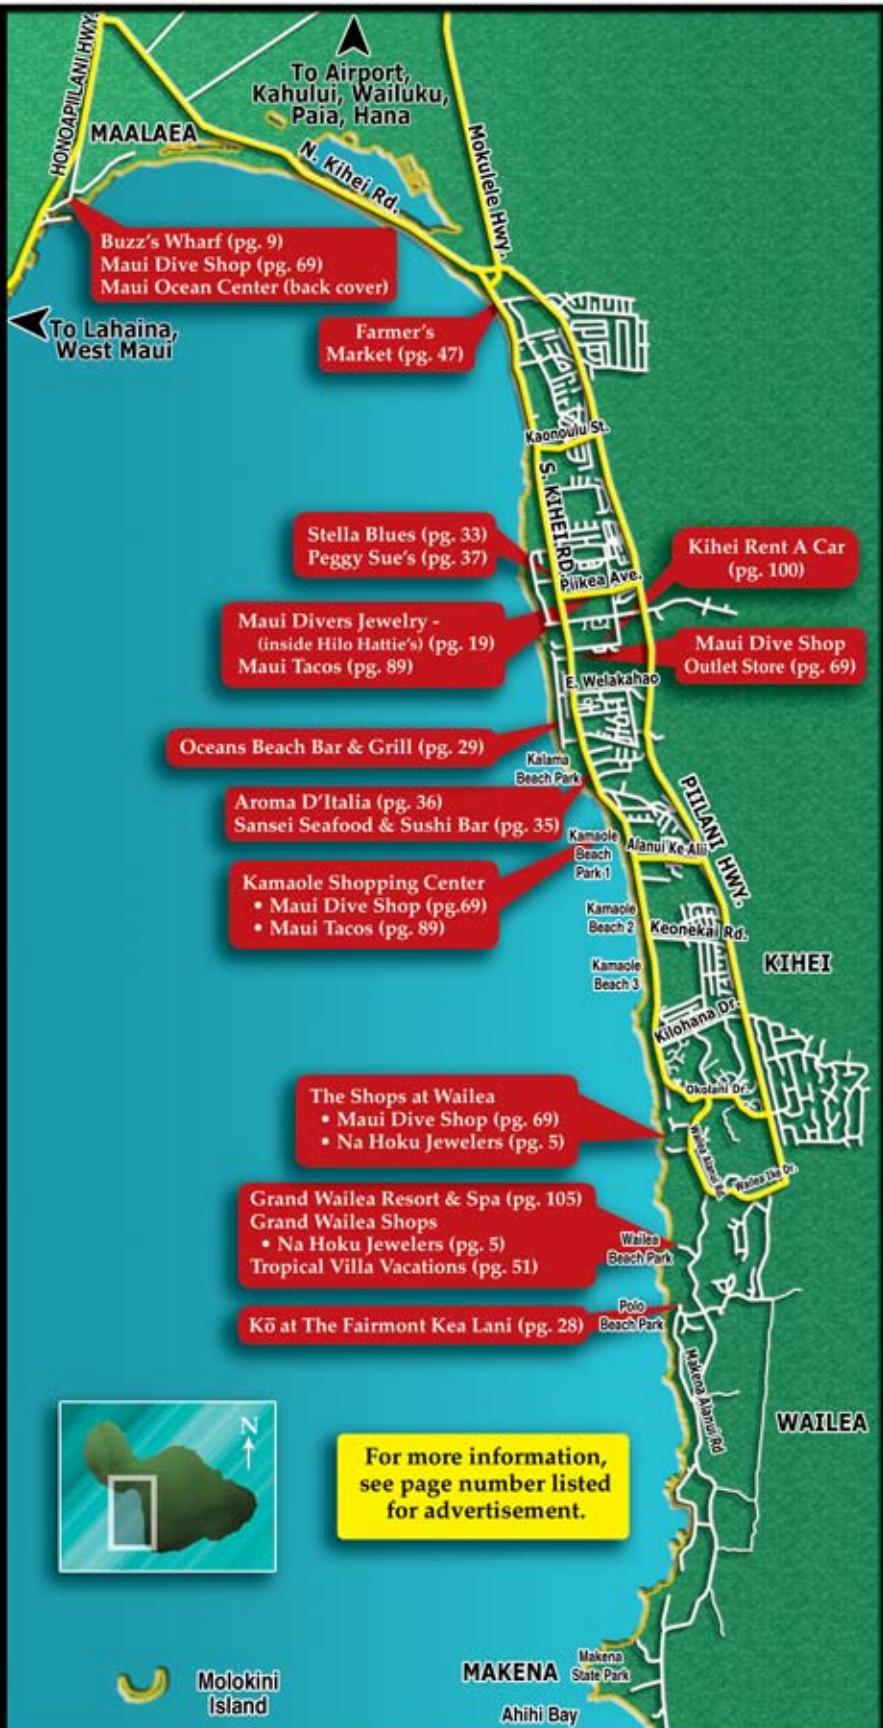 HONOAPIILANI HWY.
To Airport,
Kahului, Wailuku,
Paia, Hana
MAALAEA
N. Kihei Rd.
Mokulele Hwy.
Buzz's Wharf (pg. 9)
Maui Dive Shop (pg. 69)
Maui Ocean Center (back cover)
To Lahaina,
West Maui
Farmer's
Market (pg. 47)
Kaonoulu St.
S. KIHEI RD
Stella Blues (pg. 33)
Peggy Sue's (pg. 37)
Kihei Rent A Car
(pg. 100)
Piikea Ave.
Maui Divers Jewelry -
(inside Hilo Hattie's) (pg. 19)
Maui Tacos (pg. 89)
Maui Dive Shop
Outlet Store (pg. 69)
E. Welakahao
Oceans Beach Bar & Grill (pg. 29)
Kalama
Beach Park
Aroma D'Italia (pg. 36)
Sansei Seafood & Sushi Bar (pg. 35)
PIILANI HWY.
Kamaole
Beach
Park 1
Alanui Ke Alii
Kamaole Shopping Center
• Maui Dive Shop (pg.69)
• Maui Tacos (pg. 89)
Kamaole
Beach 2
Keonekai Rd.
Kamaole
Beach 3
KIHEI
Kilohana Dr.
Okolani Dr.
The Shops at Wailea
• Maui Dive Shop (pg. 69)
• Na Hoku Jewelers (pg. 5)
Wailea Alanui Rd.
Wailea Ike Dr.
Grand Wailea Resort & Spa (pg. 105)
Grand Wailea Shops
• Na Hoku Jewelers (pg. 5)
Tropical Villa Vacations (pg. 51)
Wailea
Beach Park
Kō at The Fairmont Kea Lani (pg. 28)
Polo
Beach Park
Makena Alanui Rd
WAILEA
N
For more information,
see page number listed
for advertisement.
Molokini
Island
MAKENA
Makena
State Park
Ahihi Bay